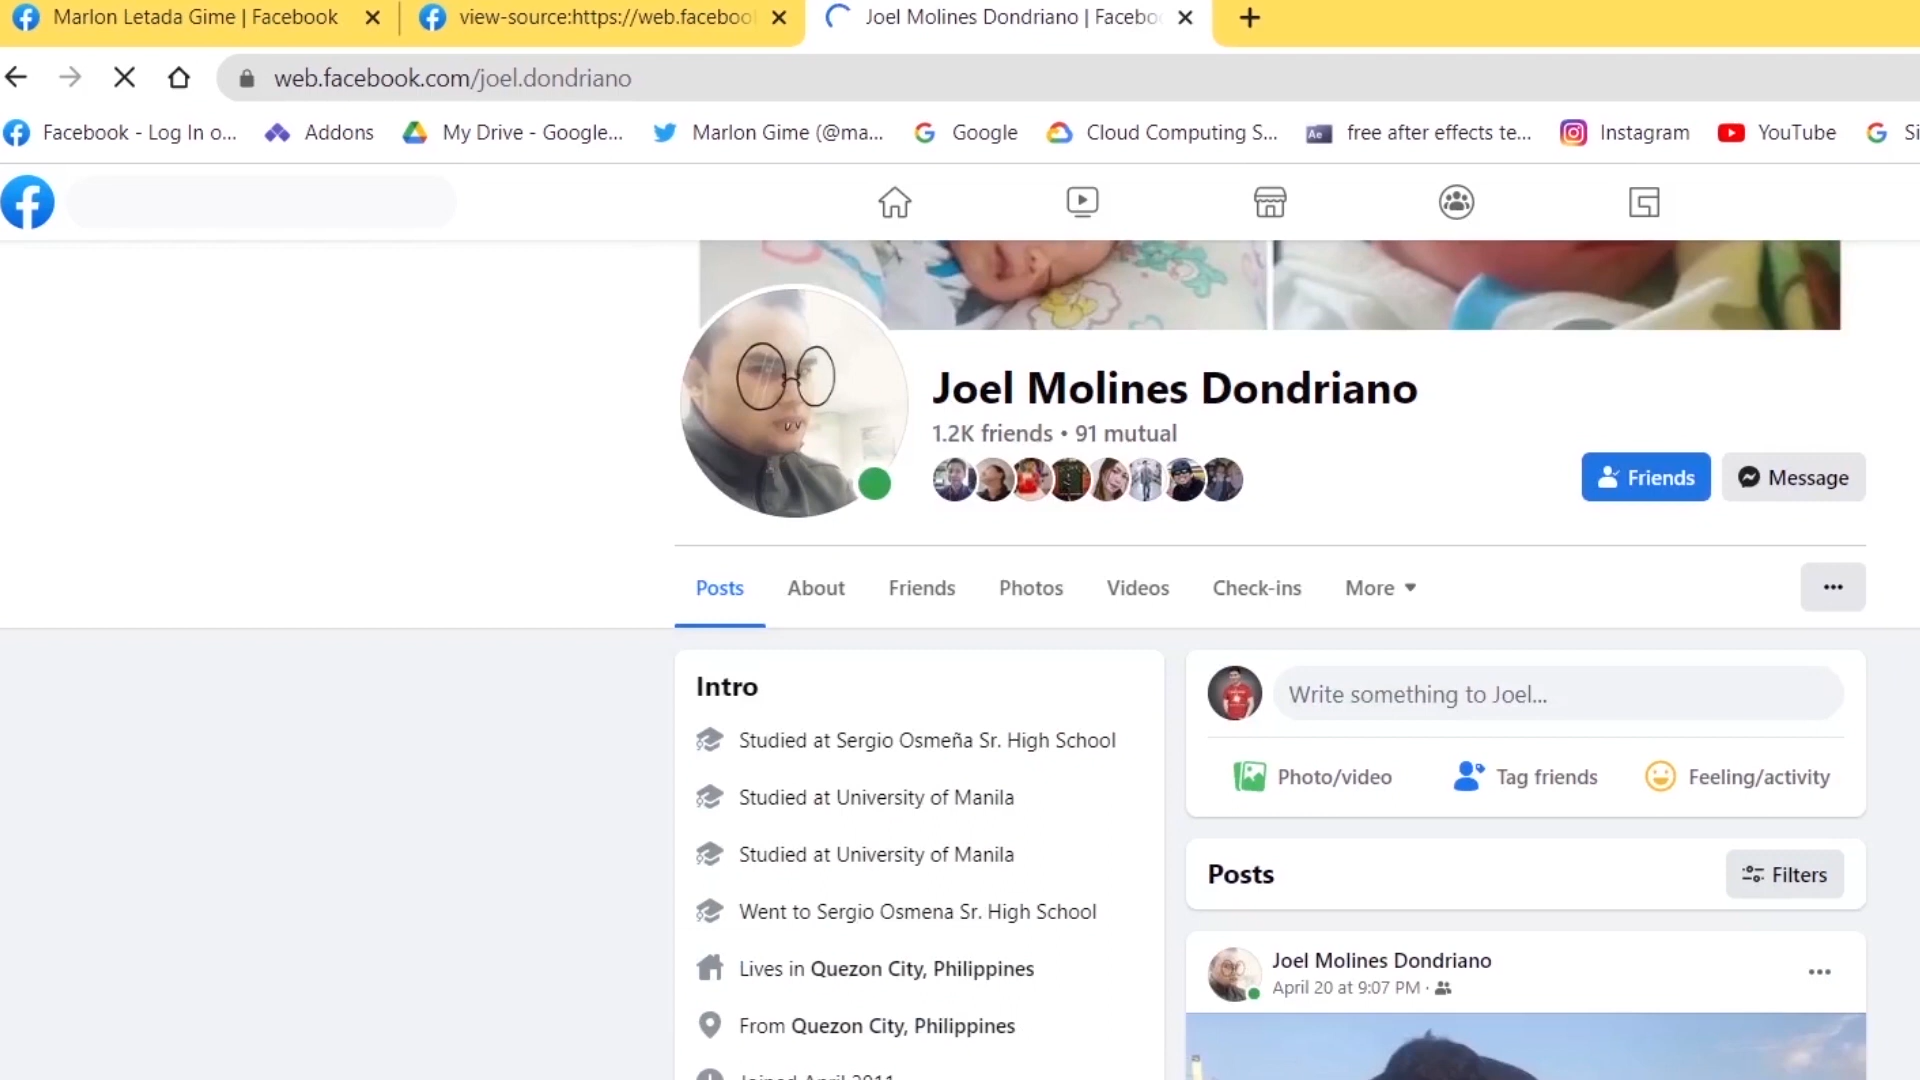 Marlon Letada Gime | Facebook
view-source:https://web.faceboo
Joel Molines Dondriano | Facebo
web.facebook.com/joel.dondriano
Facebook - Log In o...
Addons
My Drive - Google...
Marlon Gime (@ma...
Google
Cloud Computing S...
Ae
free after effects te...
Instagram
YouTube
Si
Joel Molines Dondriano
1.2K friends • 91 mutual
Friends
Message
Posts
About
Friends
Photos
Videos
Check-ins
More
Intro
Studied at Sergio Osmeña Sr. High School
Studied at University of Manila
Studied at University of Manila
Went to Sergio Osmena Sr. High School
Lives in Quezon City, Philippines
From Quezon City, Philippines
Joined April 2011
Write something to Joel...
Photo/video
Tag friends
Feeling/activity
Posts
Filters
Joel Molines Dondriano
April 20 at 9:07 PM ·